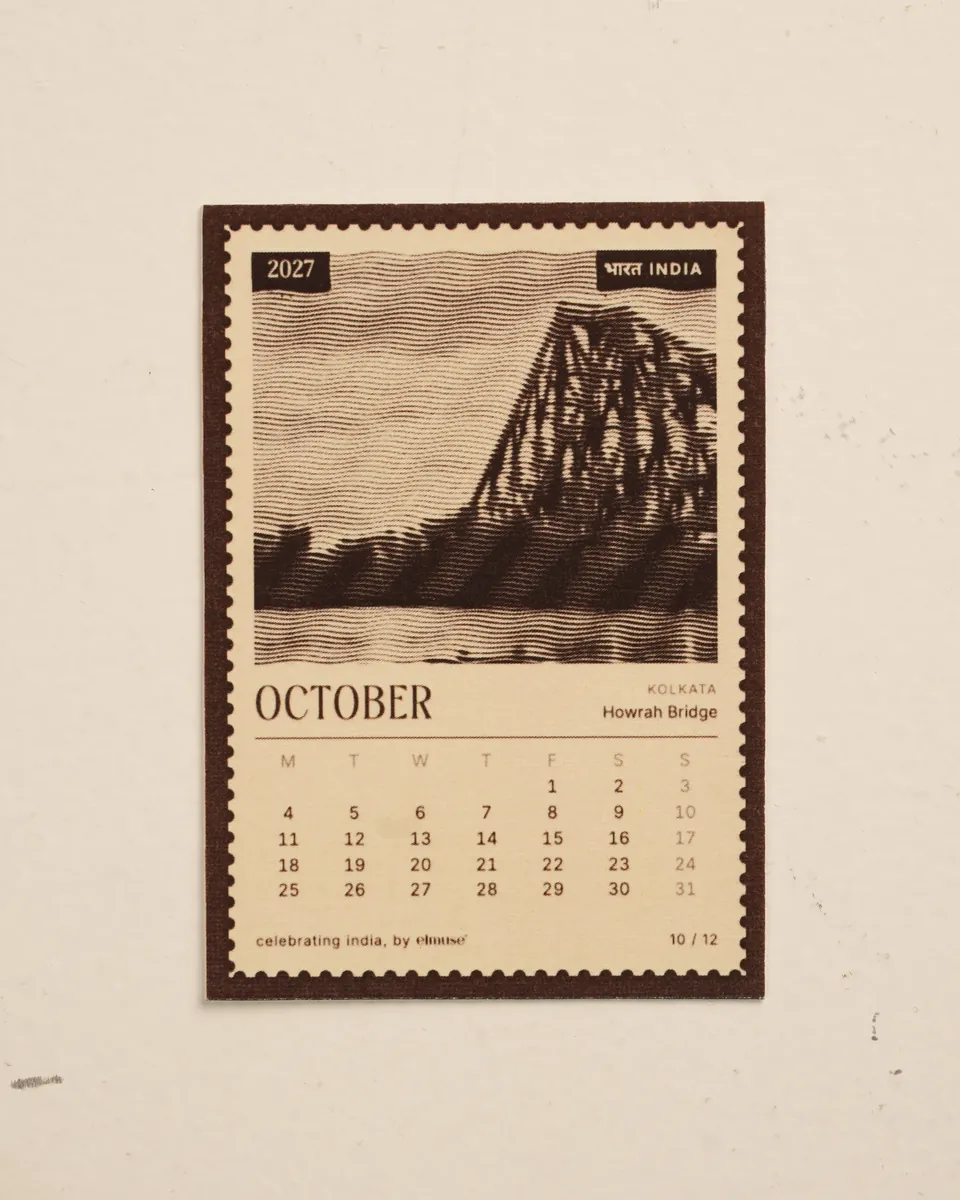 2027
भारत INDIA
OCTOBER
KOLKATA
Howrah Bridge
M T W T F S S
1 2 3
4 5 6 7 8 9 10
11 12 13 14 15 16 17
18 19 20 21 22 23 24
25 26 27 28 29 30 31
celebrating india, by elmuse
10 / 12